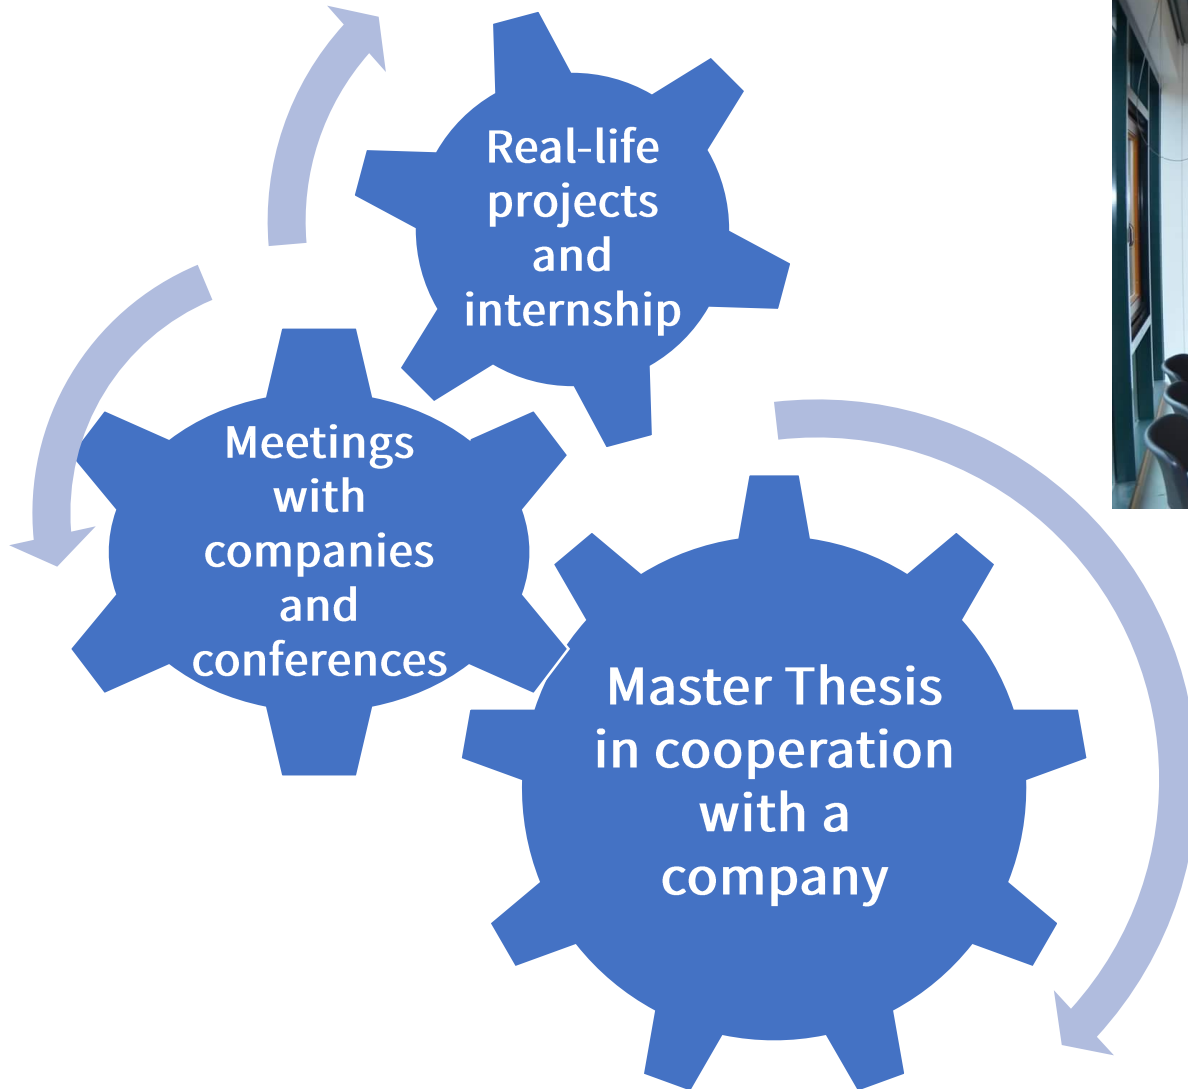 Real-life
projects
and
internship
Meetings
with
companies
and
conferences
Master Thesis
in cooperation
with a
company